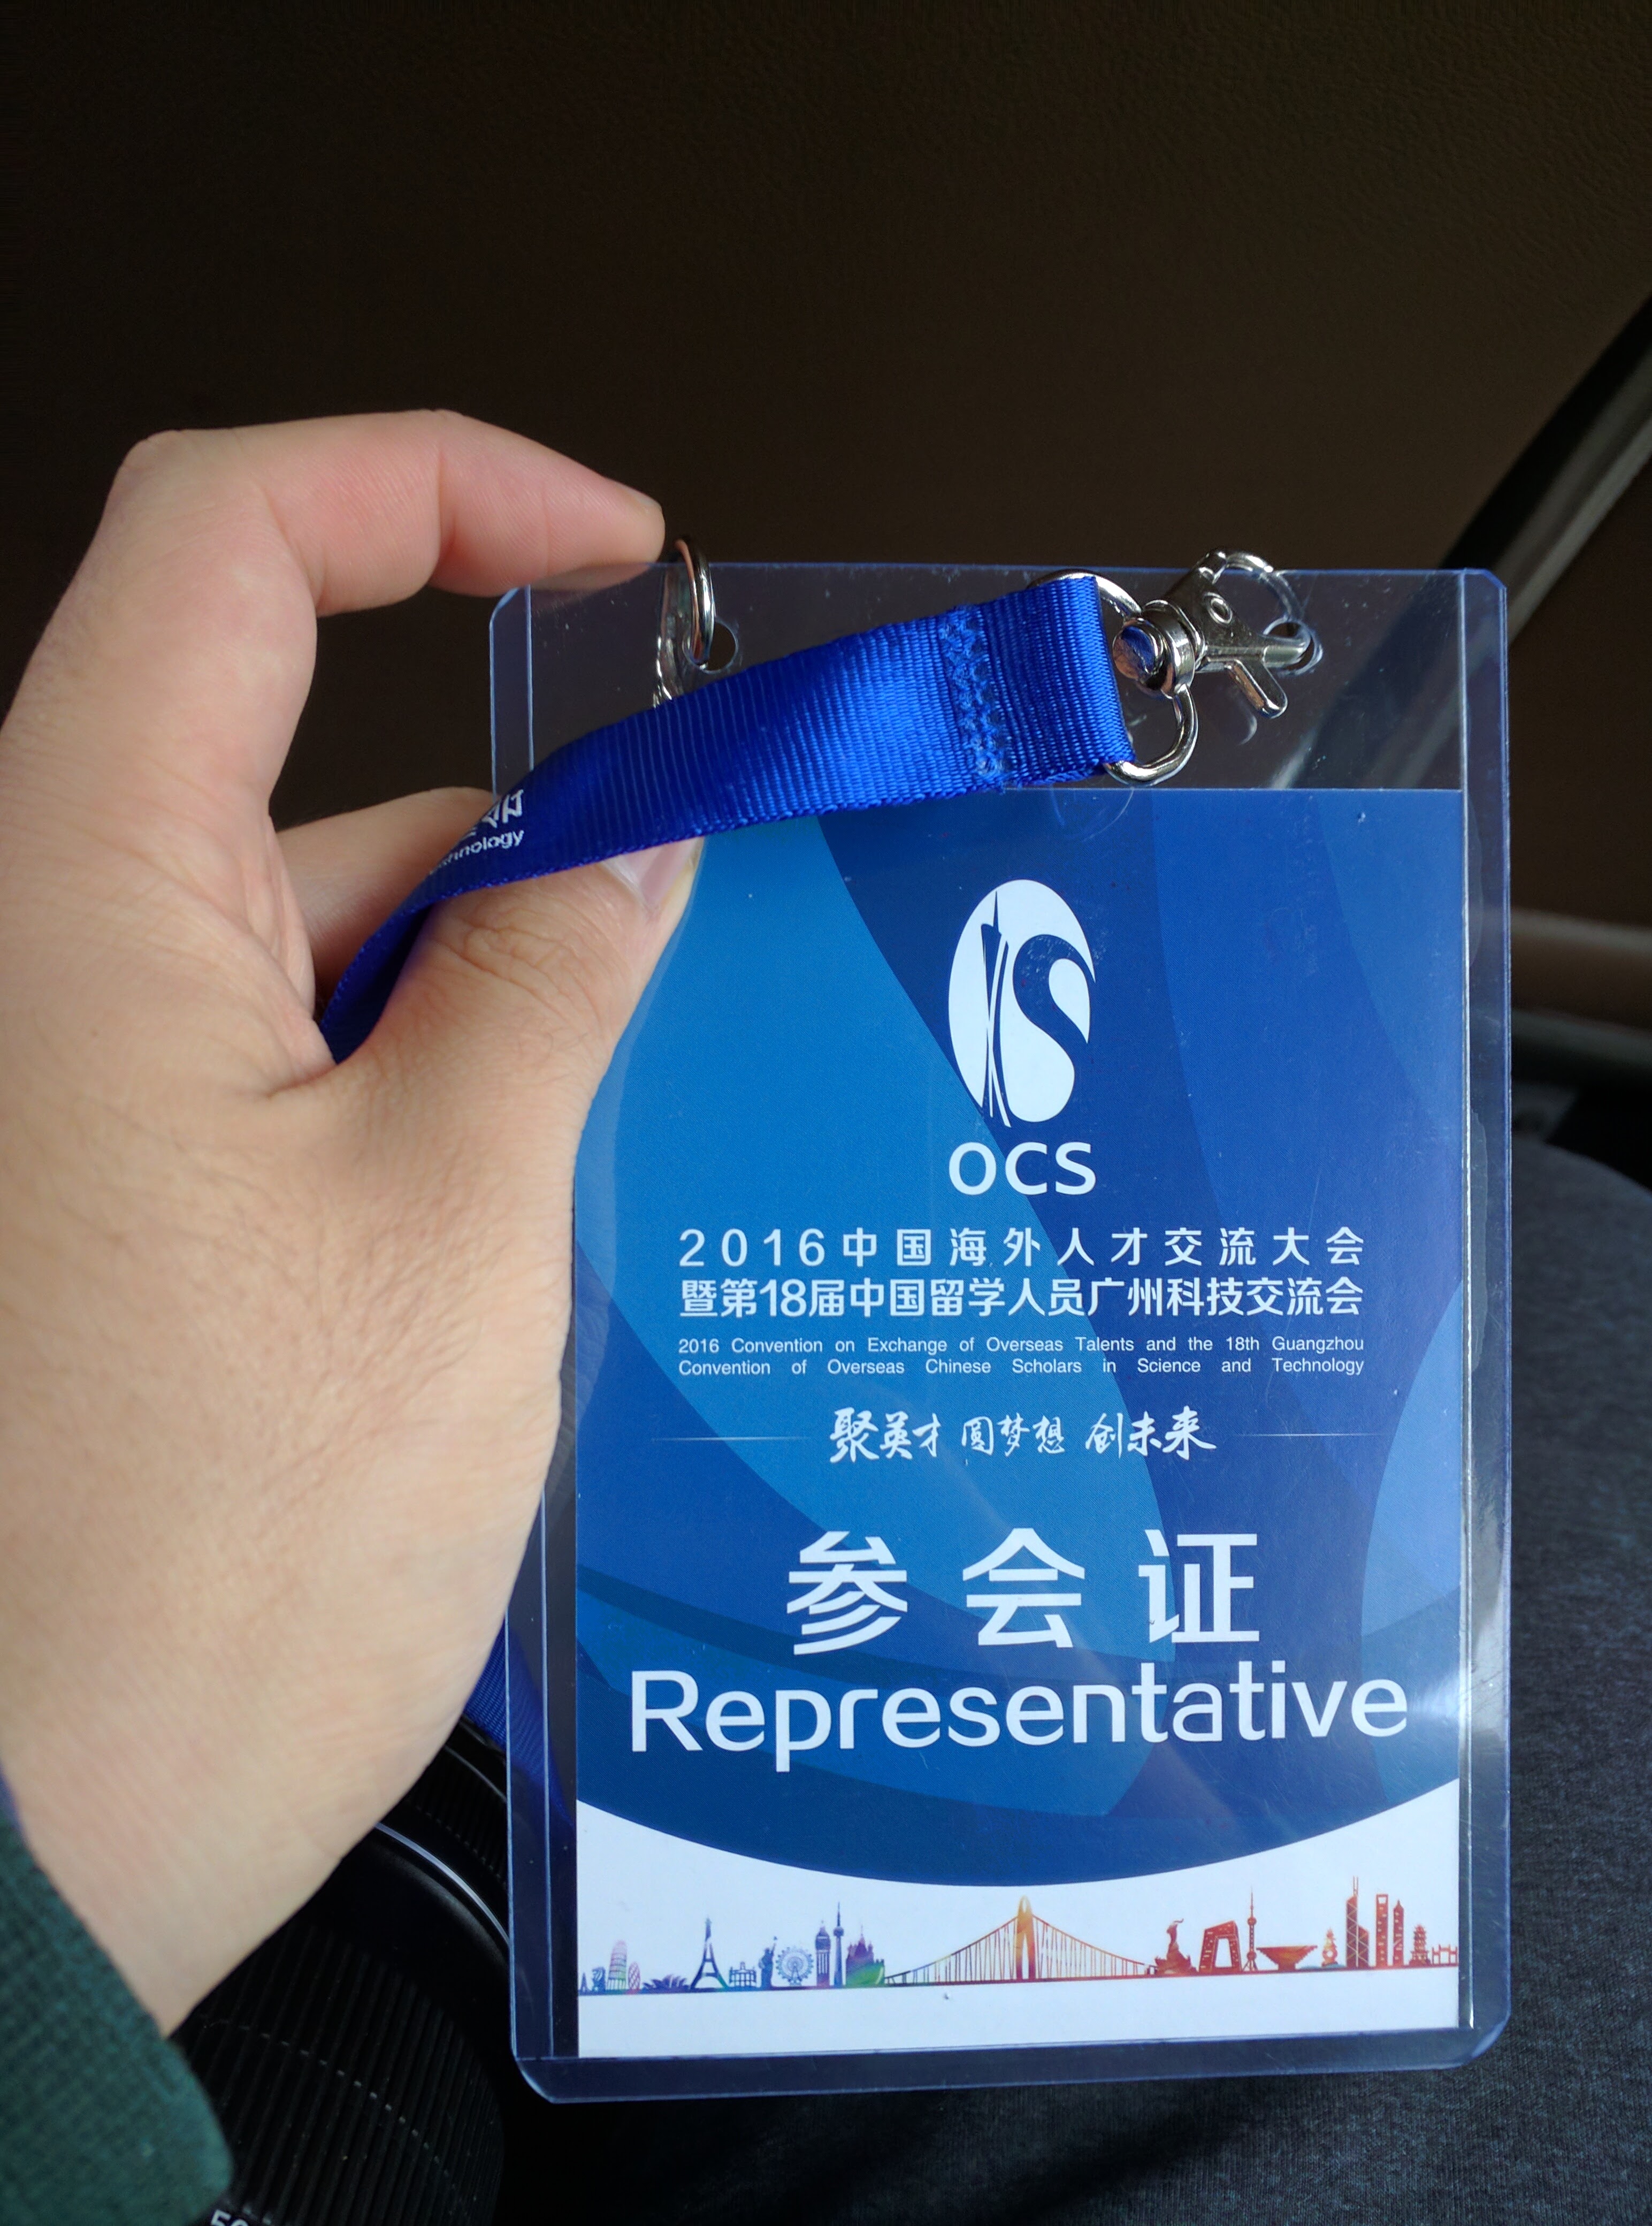 nology
OCS
2016中国海外人才交流大会
暨第18届中国留学人员广州科技交流会
2016 Convention on Exchange of Overseas Talents and the 18th Guangzhou
Convention of Overseas Chinese Scholars in Science and Technology
聚英才 圆梦想 创未来
参会证
Representative